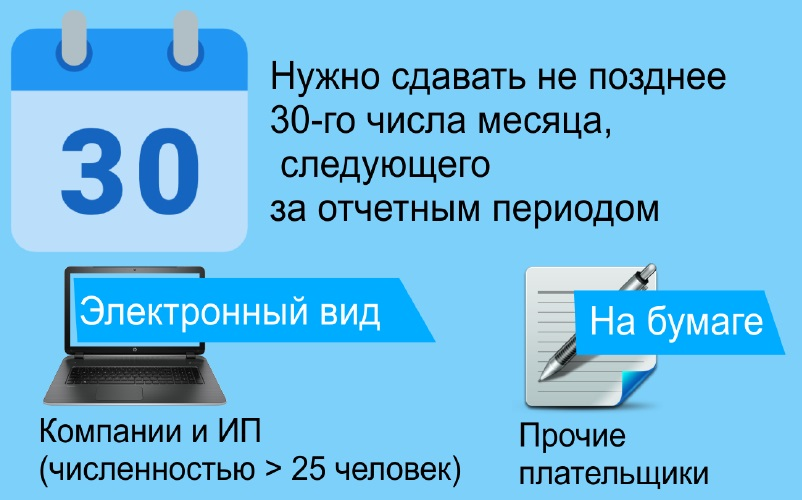 30
Нужно сдавать не позднее
30-го числа месяца,
следующего
за отчетным периодом
Электронный вид
На бумаге
Компании и ИП
(численностью > 25 человек)
Прочие
плательщики